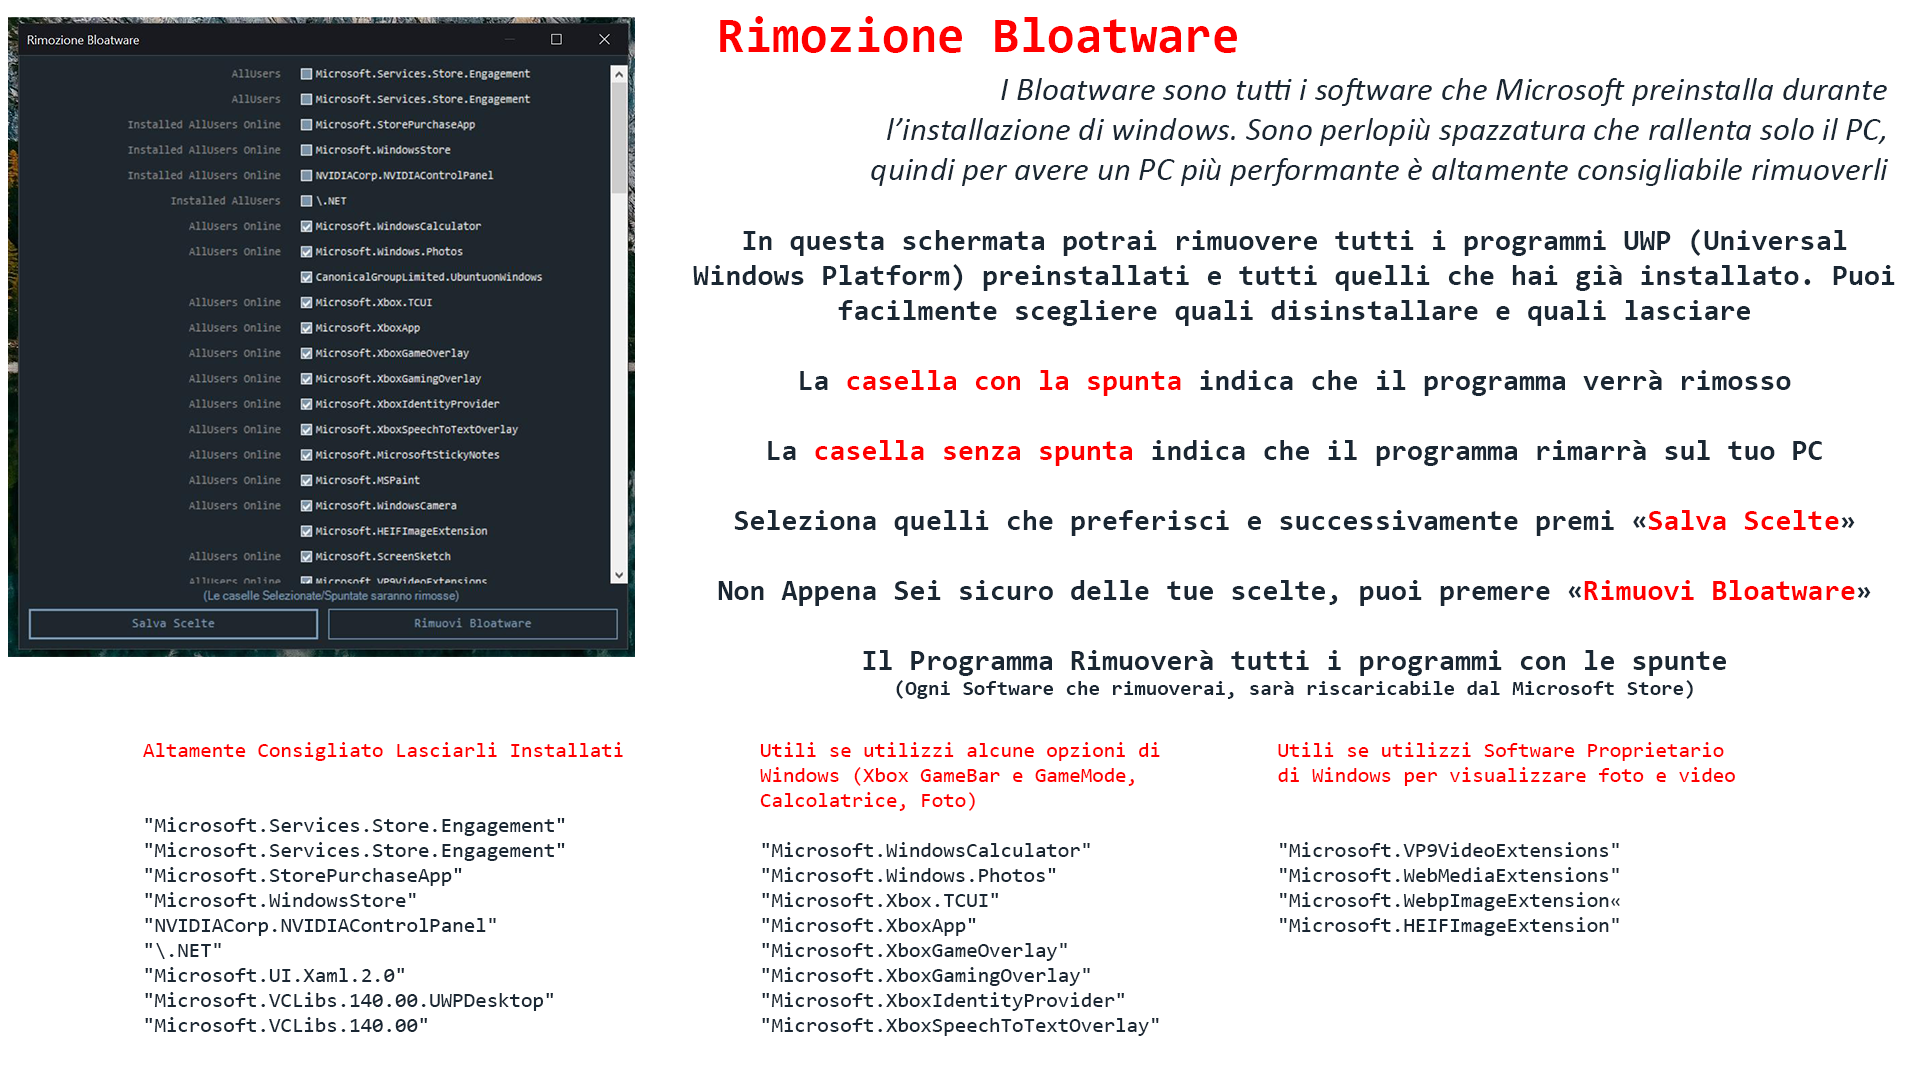 Rimozione Bloatware
AllUsers Microsoft.Services.Store.Engagement
AllUsers Microsoft.Services.Store.Engagement
Installed AllUsers Online Microsoft.StorePurchaseApp
Installed AllUsers Online Microsoft.WindowsStore
Installed AllUsers Online NVIDIACorp.NVIDIAControlPanel
Installed AllUsers \.NET
AllUsers Online Microsoft.WindowsCalculator
AllUsers Online Microsoft.Windows.Photos
CanonicalGroupLimited.UbuntuonWindows
AllUsers Online Microsoft.Xbox.TCUI
AllUsers Online Microsoft.XboxApp
AllUsers Online Microsoft.XboxGameOverlay
AllUsers Online Microsoft.XboxGamingOverlay
AllUsers Online Microsoft.XboxIdentityProvider
AllUsers Online Microsoft.XboxSpeechToTextOverlay
AllUsers Online Microsoft.MicrosoftStickyNotes
AllUsers Online Microsoft.MSPaint
AllUsers Online Microsoft.WindowsCamera
Microsoft.HEIFImageExtension
AllUsers Online Microsoft.ScreenSketch
AllUsers Online Microsoft.VP9VideoExtensions
(Le caselle Selezionate/Spuntate saranno rimosse)
Salva Scelte Rimuovi Bloatware
Rimozione Bloatware
I Bloatware sono tutti i software che Microsoft preinstalla durante
l’installazione di windows. Sono perlopiù spazzatura che rallenta solo il PC,
quindi per avere un PC più performante è altamente consigliabile rimuoverli
In questa schermata potrai rimuovere tutti i programmi UWP (Universal
Windows Platform) preinstallati e tutti quelli che hai già installato. Puoi
facilmente scegliere quali disinstallare e quali lasciare
La casella con la spunta indica che il programma verrà rimosso
La casella senza spunta indica che il programma rimarrà sul tuo PC
Seleziona quelli che preferisci e successivamente premi «Salva Scelte»
Non Appena Sei sicuro delle tue scelte, puoi premere «Rimuovi Bloatware»
Il Programma Rimuoverà tutti i programmi con le spunte
(Ogni Software che rimuoverai, sarà riscaricabile dal Microsoft Store)
Altamente Consigliato Lasciarli Installati
"Microsoft.Services.Store.Engagement"
"Microsoft.Services.Store.Engagement"
"Microsoft.StorePurchaseApp"
"Microsoft.WindowsStore"
"NVIDIACorp.NVIDIAControlPanel"
"\.NET"
"Microsoft.UI.Xaml.2.0"
"Microsoft.VCLibs.140.00.UWPDesktop"
"Microsoft.VCLibs.140.00"
Utili se utilizzi alcune opzioni di
Windows (Xbox GameBar e GameMode,
Calcolatrice, Foto)
"Microsoft.WindowsCalculator"
"Microsoft.Windows.Photos"
"Microsoft.Xbox.TCUI"
"Microsoft.XboxApp"
"Microsoft.XboxGameOverlay"
"Microsoft.XboxGamingOverlay"
"Microsoft.XboxIdentityProvider"
"Microsoft.XboxSpeechToTextOverlay"
Utili se utilizzi Software Proprietario
di Windows per visualizzare foto e video
"Microsoft.VP9VideoExtensions"
"Microsoft.WebMediaExtensions"
"Microsoft.WebpImageExtension«
"Microsoft.HEIFImageExtension"